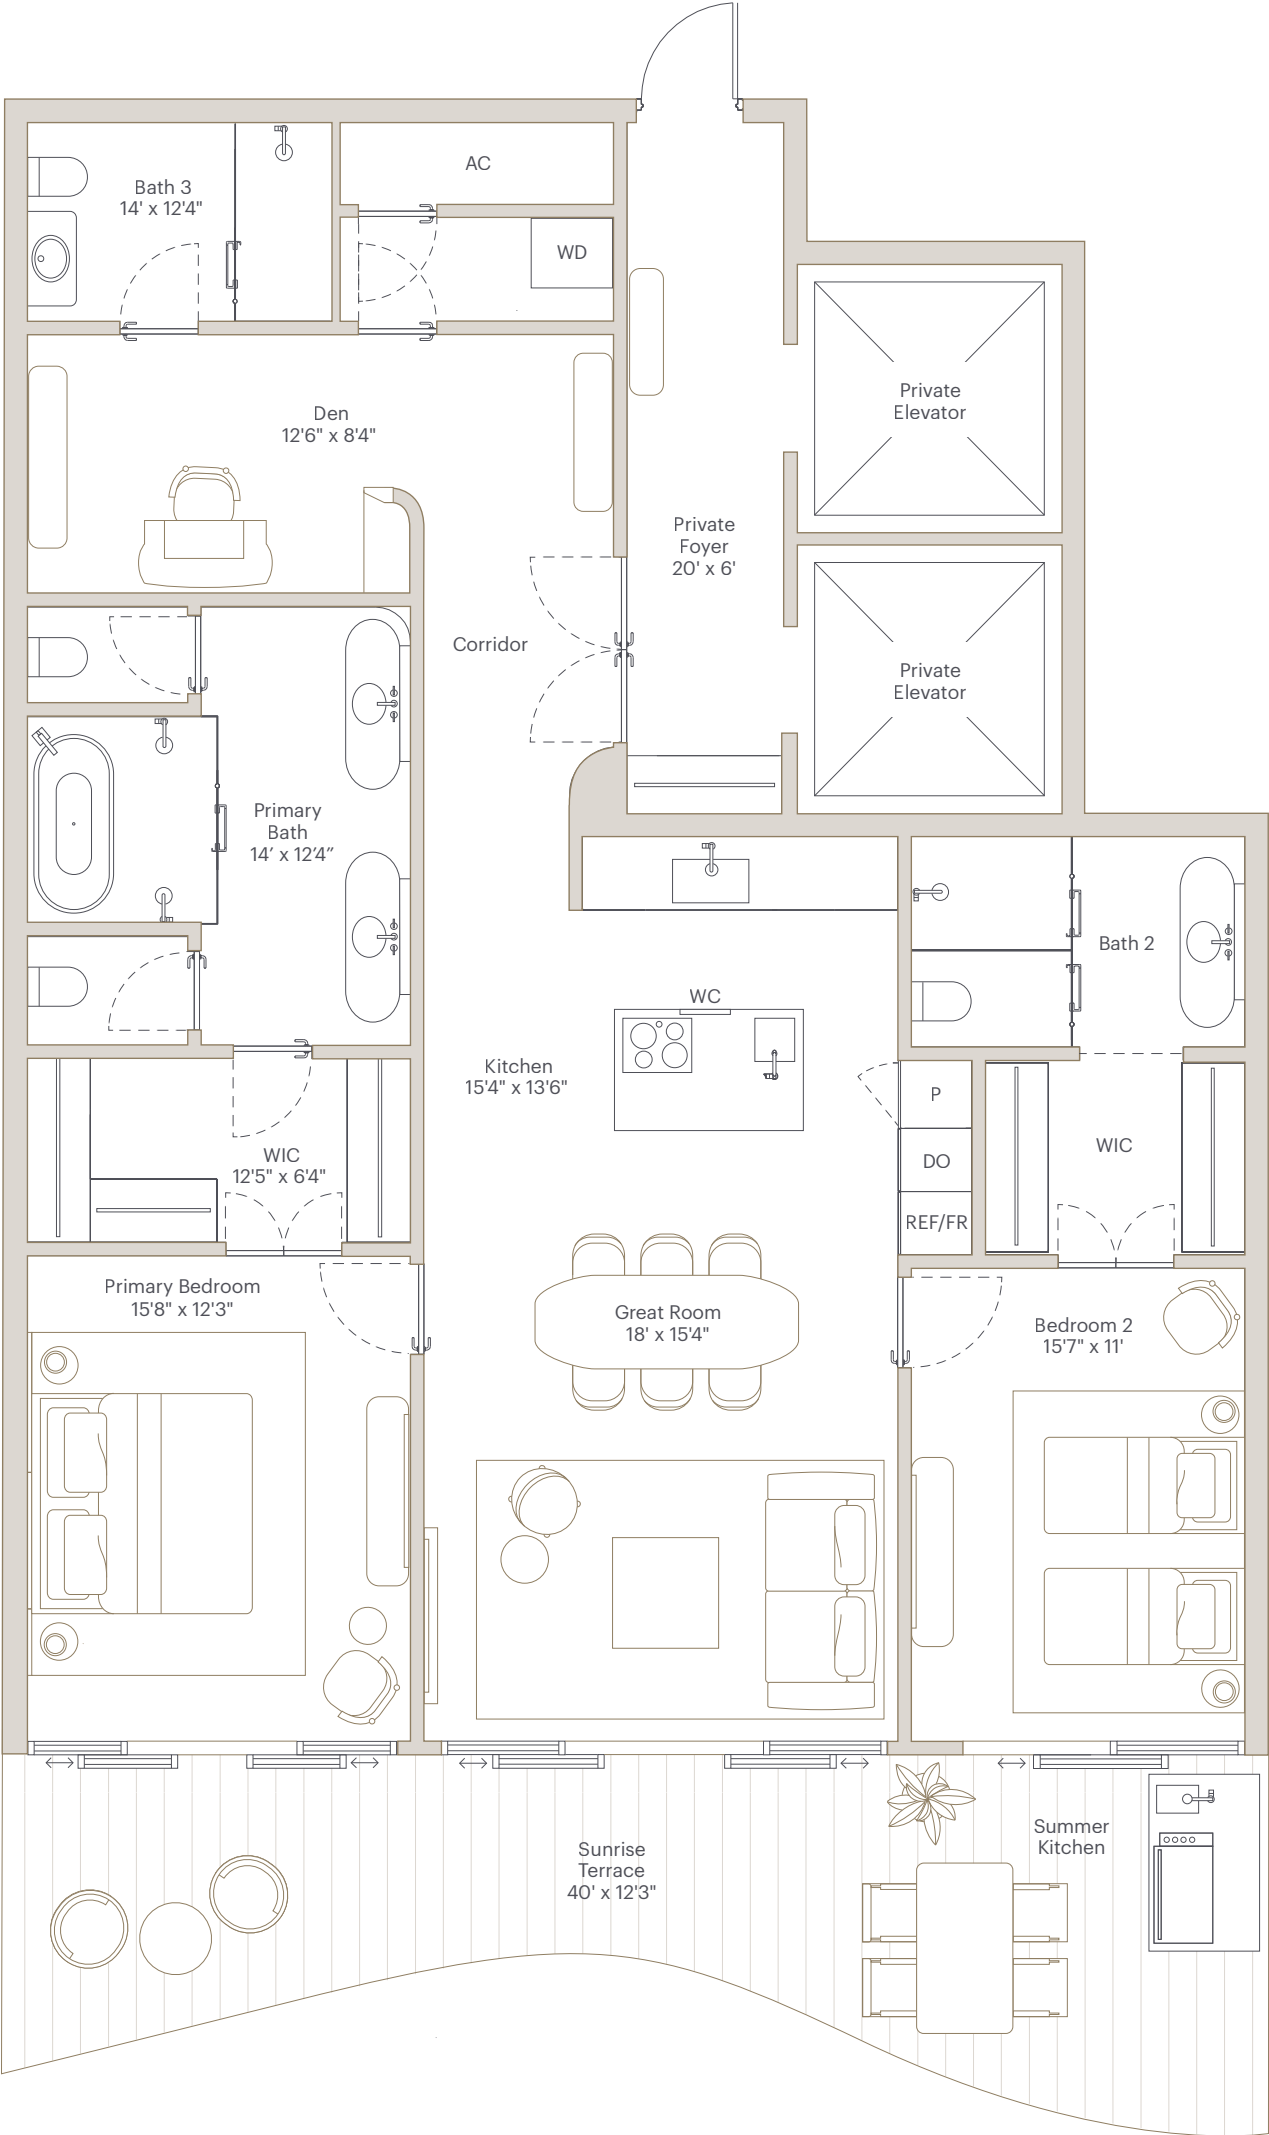 AC
Bath 3
14' x 12'4"
WD
Private
Elevator
Den
12'6" x 8'4"
Private
Foyer
20' x 6'
Corridor
Private
Elevator
Primary
Bath
14′ x 12′4″
Bath 2
WC
Kitchen
15'4" x 13'6"
P
WIC
12'5" x 6'4"
DO
WIC
REF/FR
Primary Bedroom
15'8" x 12'3"
Great Room
18' x 15'4"
Bedroom 2
15'7" x 11'
Summer
Kitchen
Sunrise
Terrace
40' x 12'3"